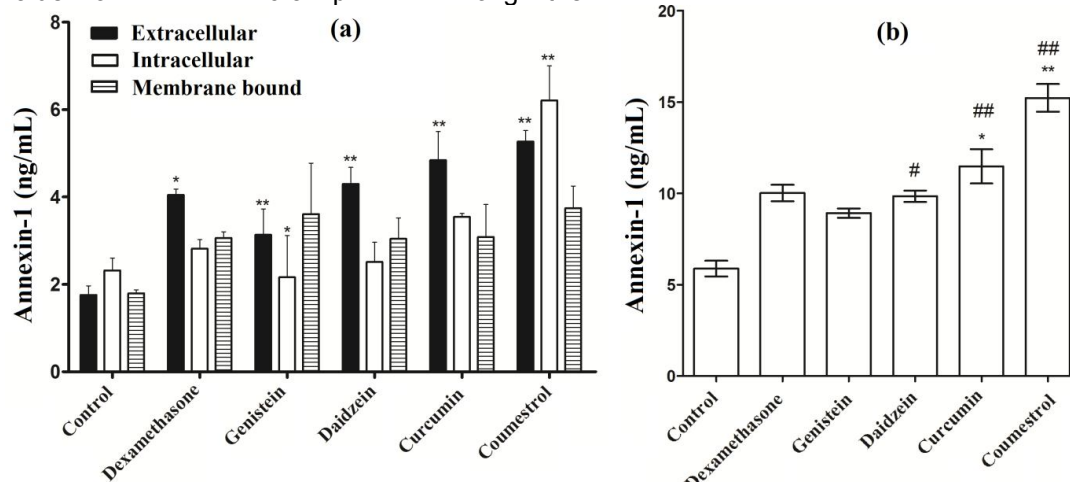 (a)
Extracellular
Intracellular
Membrane bound
Annexin-1 (ng/mL)
8
6
4
2
0
*
**
*
**
**
**
**
Control
Dexamethasone
Genistein
Daidzein
Curcumin
Coumestrol
(b)
Annexin-1 (ng/mL)
20
15
10
5
0
#
##
*
##
**
Control
Dexamethasone
Genistein
Daidzein
Curcumin
Coumestrol